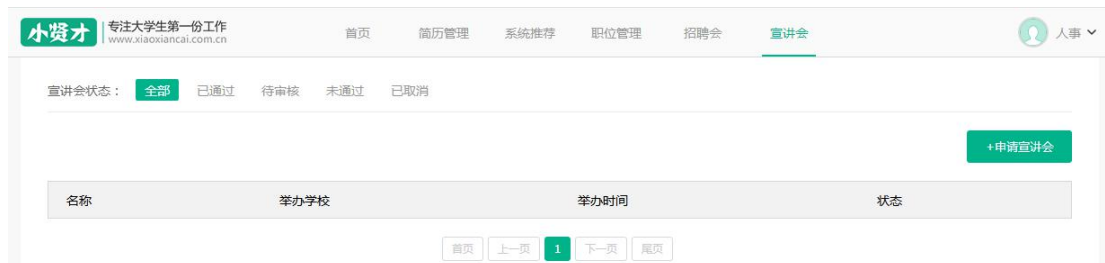 小贤才 专注大学生第一份工作
www.xiaoxiancai.com.cn
首页 简历管理 系统推荐 职位管理 招聘会 宣讲会 人事
宣讲会状态： 全部 已通过 待审核 未通过 已取消
+申请宣讲会
名称 举办学校 举办时间 状态
首页 上一页 1 下一页 尾页